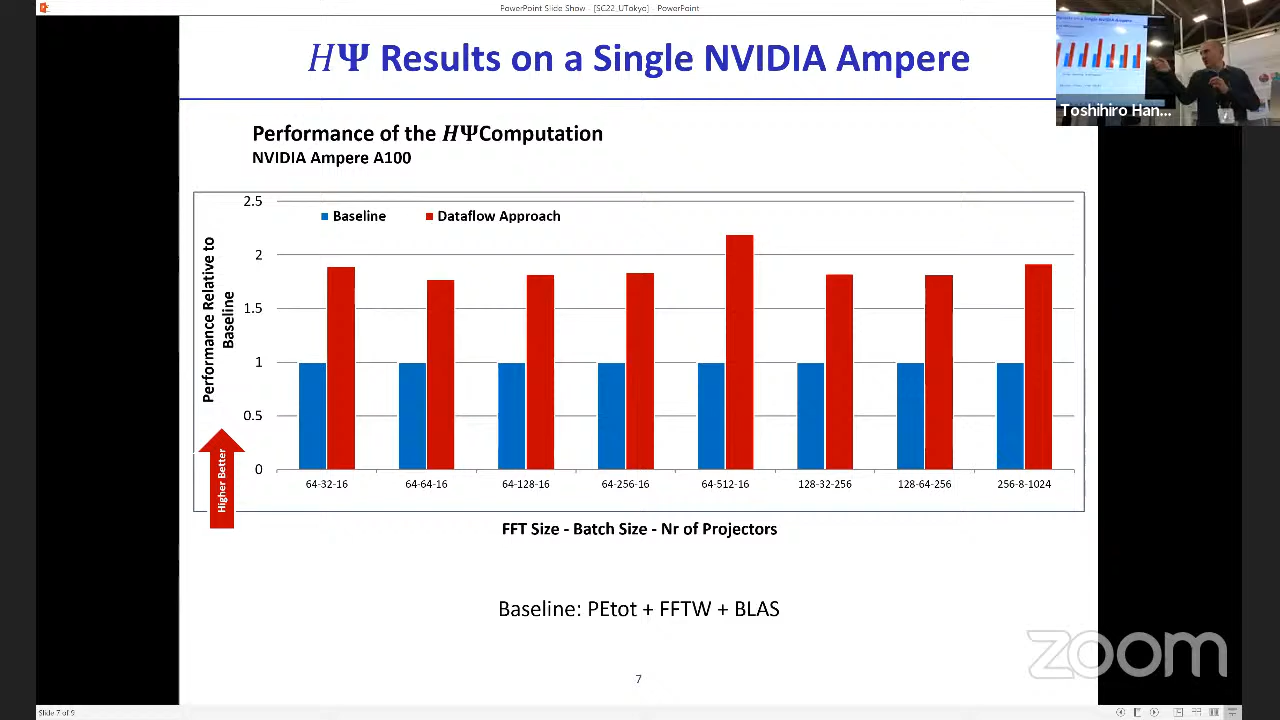 PowerPoint Slide Show - [SC22_UTokyo] - PowerPoint
HΨ Results on a Single NVIDIA Ampere
Toshihiro Han...
Performance of the HΨComputation
NVIDIA Ampere A100
Performance Relative to
Baseline
Higher Better
2.5
2
1.5
1
0.5
0
Baseline
Dataflow Approach
64-32-16
64-64-16
64-128-16
64-256-16
64-512-16
128-32-256
128-64-256
256-8-1024
FFT Size - Batch Size - Nr of Projectors
Baseline: PEtot + FFTW + BLAS
zoom
7
Slide 7 of 9